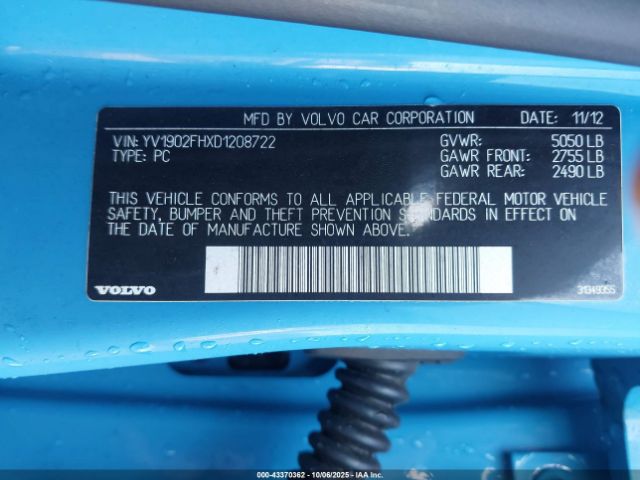 MFD BY VOLVO CAR CORPORATION DATE: 11/12
VIN: YV1902FHXD1208722 GVWR: 5050 LB
TYPE: PC GAWR FRONT: 2755 LB
GAWR REAR: 2490 LB
THIS VEHICLE CONFORMS TO ALL APPLICABLE FEDERAL MOTOR VEHICLE
SAFETY, BUMPER AND THEFT PREVENTION STANDARDS IN EFFECT ON
THE DATE OF MANUFACTURE SHOWN ABOVE.
VOLVO 31349355
000-43370362 - 10/06/2025 - IAA Inc.